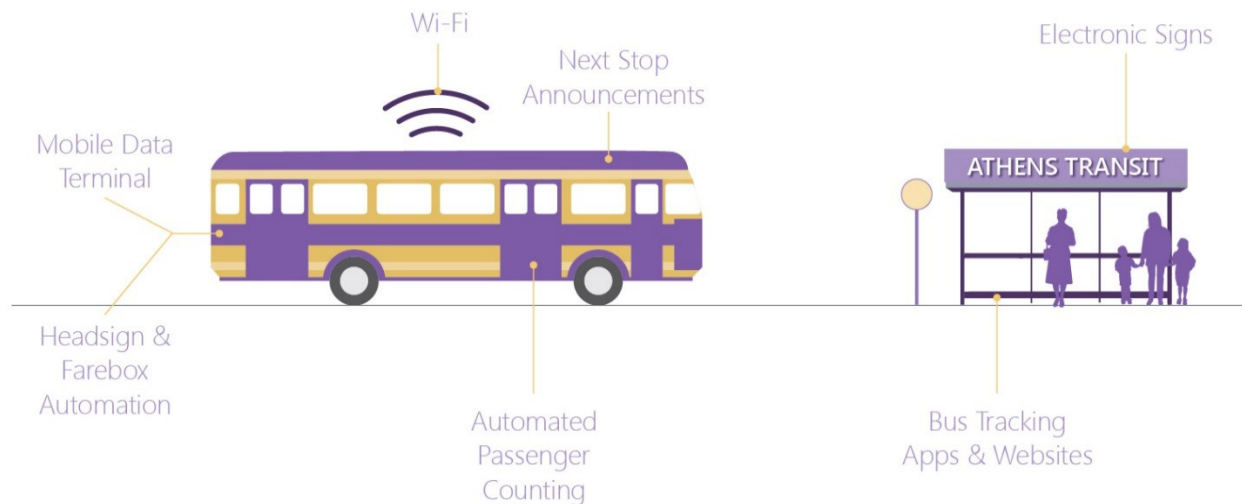 Wi-Fi
Electronic Signs
Next Stop
Announcements
Mobile Data
Terminal
ATHENS TRANSIT
Headsign &
Farebox
Automation
Automated
Passenger
Counting
Bus Tracking
Apps & Websites